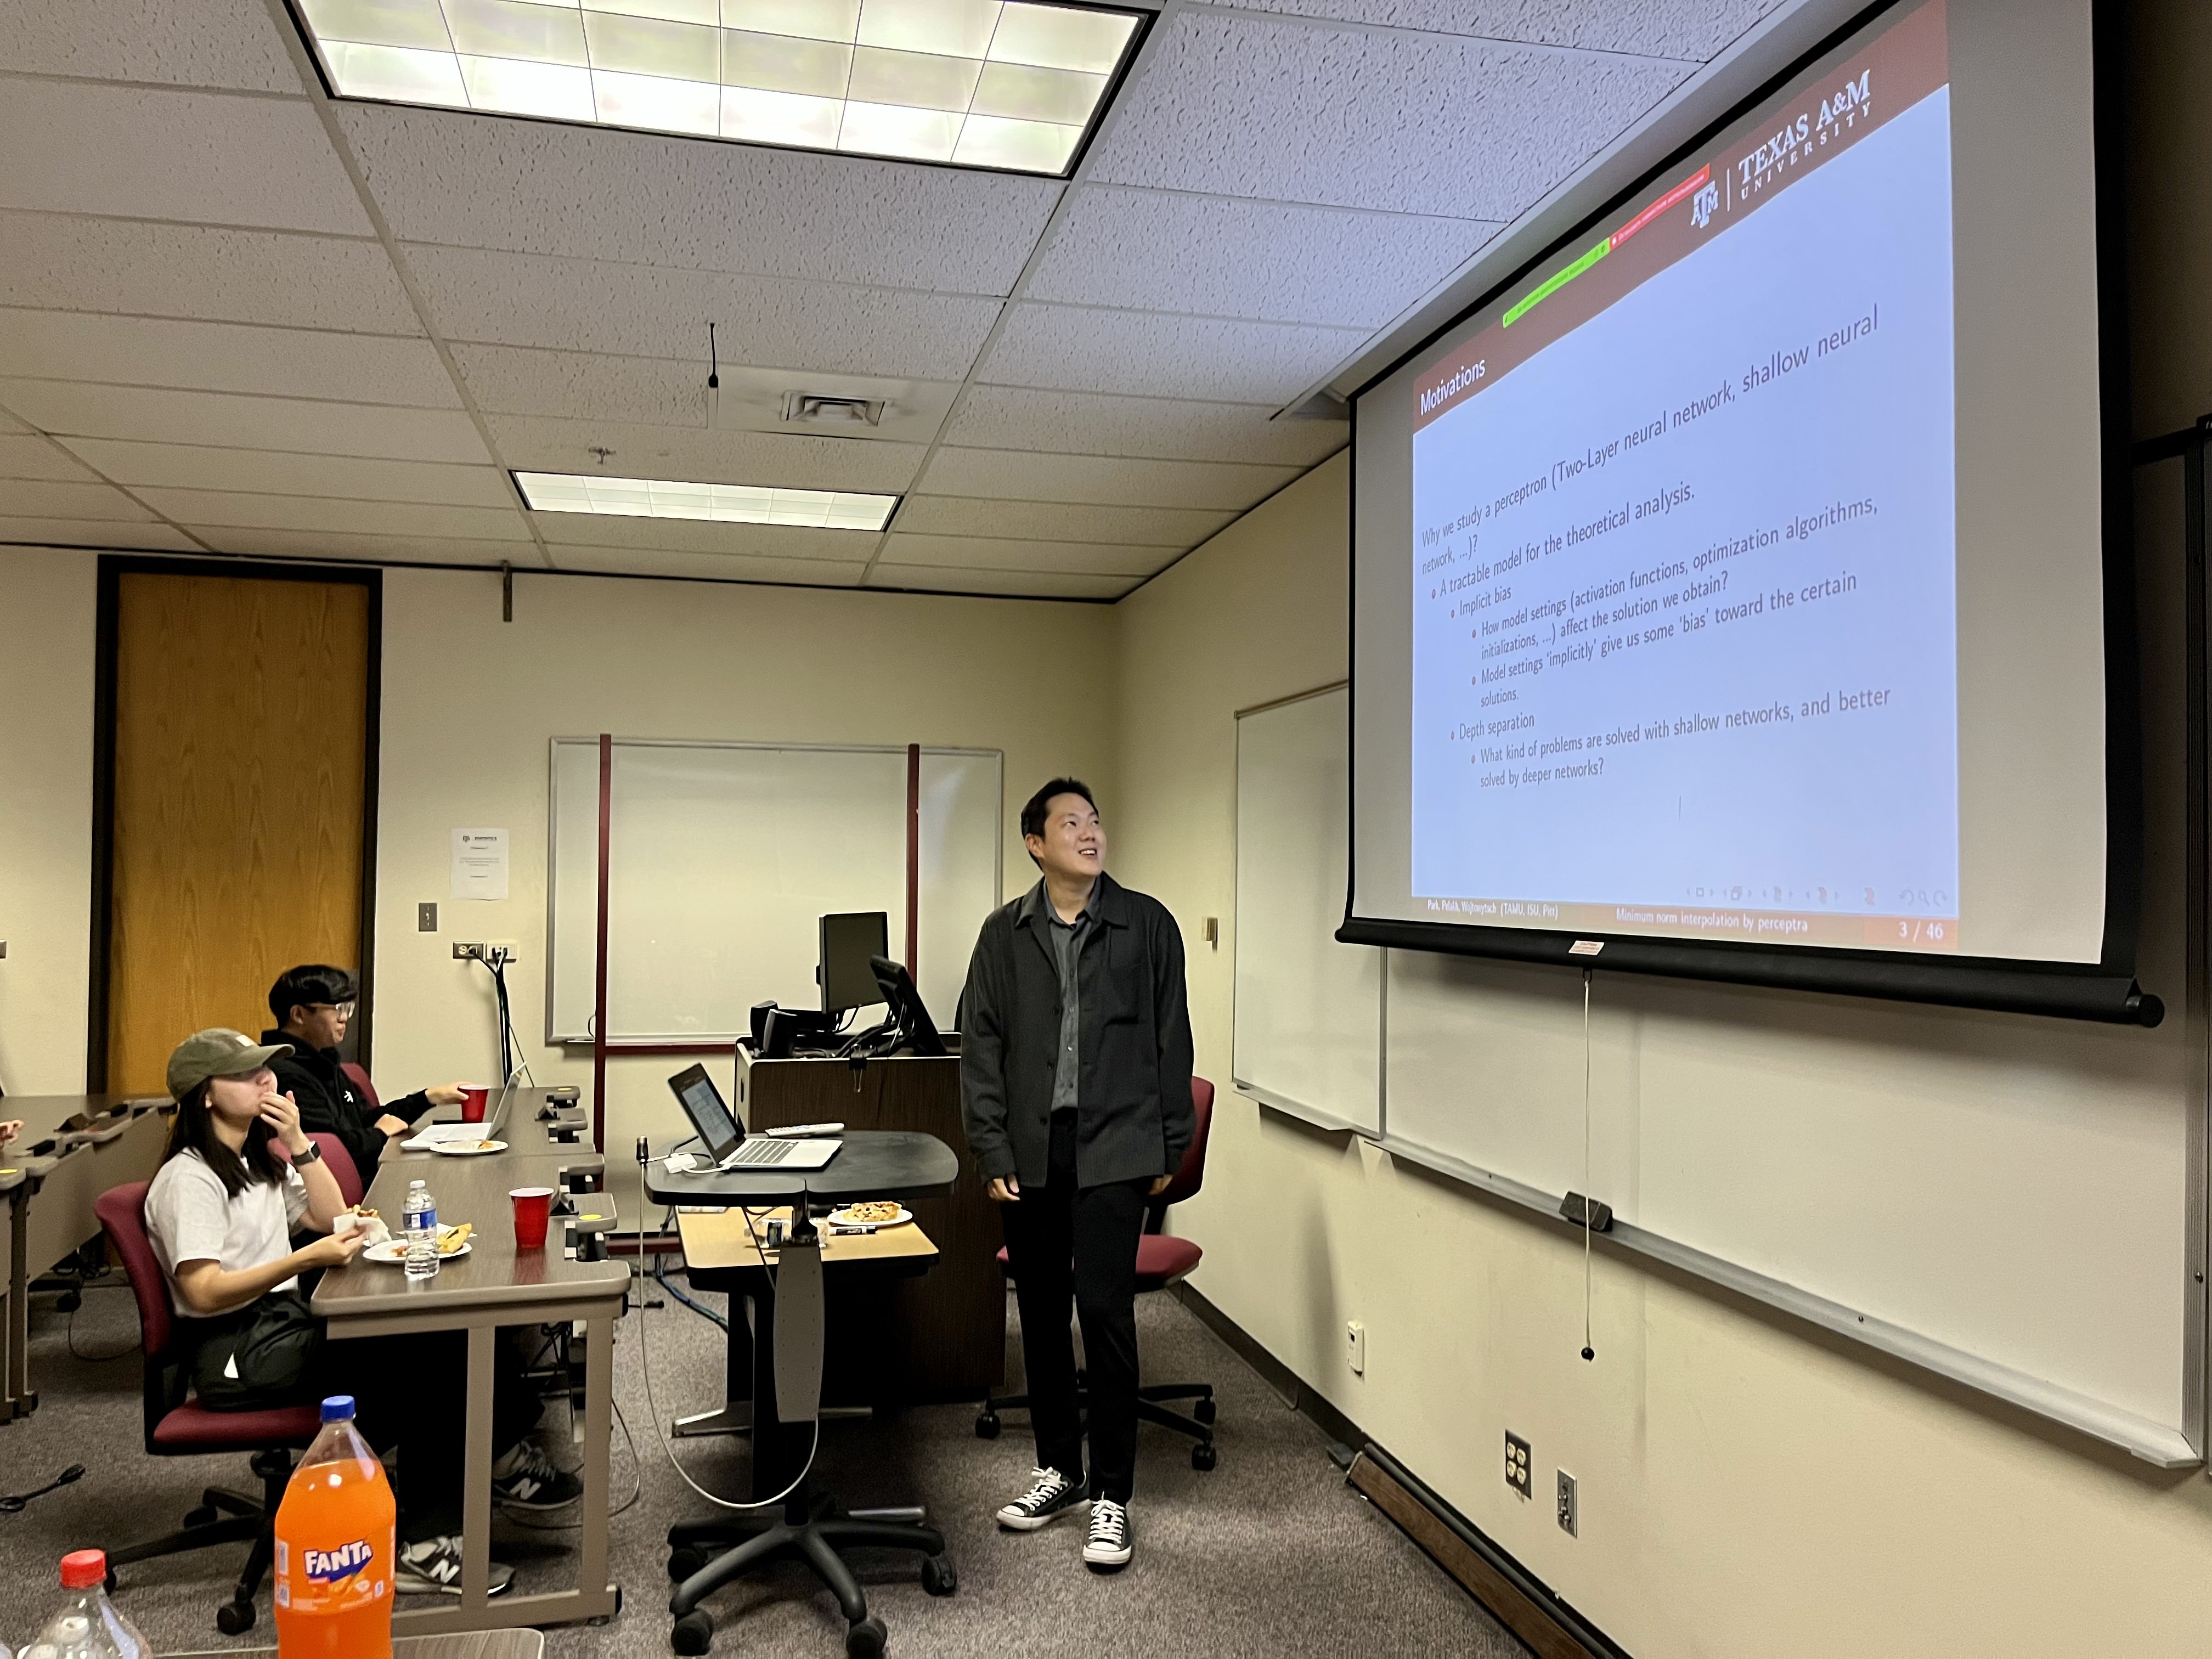 TEXAS A&M
UNIVERSITY
ATM
Motivations
Why we study a perceptron (Two-Layer neural network, shallow neural
network, ...)?
A tractable model for the theoretical analysis.
Implicit bias
How model settings (activation functions, optimization algorithms,
initializations, ...) affect the solution we obtain?
Model settings 'implicitly' give us some 'bias' toward the certain
solutions.
Depth separation
What kind of problems are solved with shallow networks, and better
solved by deeper networks?
Park, Pelakh, Wojtowytsch (TAMU, ISU, Pitt)
Minimum norm interpolation by perceptra
3 / 46
FANTA
N
N